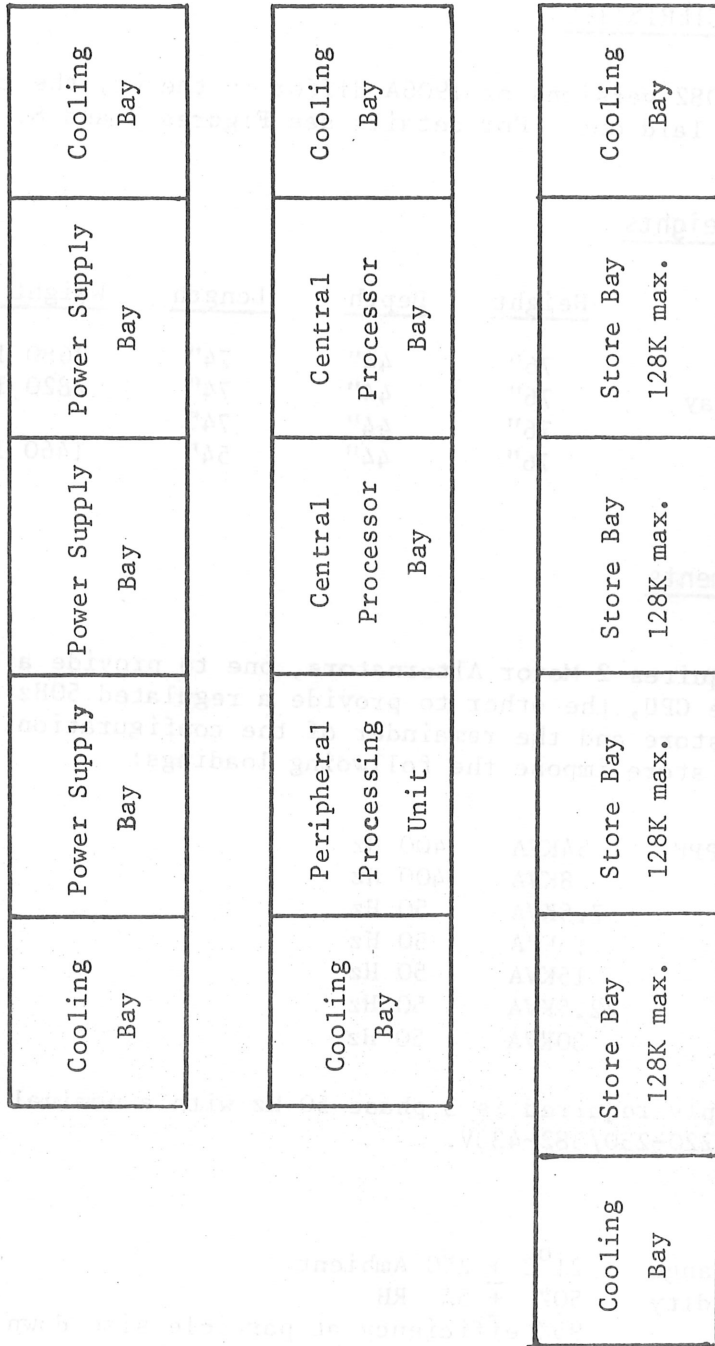 Cooling
Bay
Power Supply
Bay
Power Supply
Bay
Power Supply
Bay
Cooling
Bay
Cooling
Bay
Peripheral
Processing
Unit
Central
Processor
Bay
Central
Processor
Bay
Cooling
Bay
Cooling
Bay
Store Bay
128K max.
Store Bay
128K max.
Store Bay
128K max.
Store Bay
128K max.
Cooling
Bay